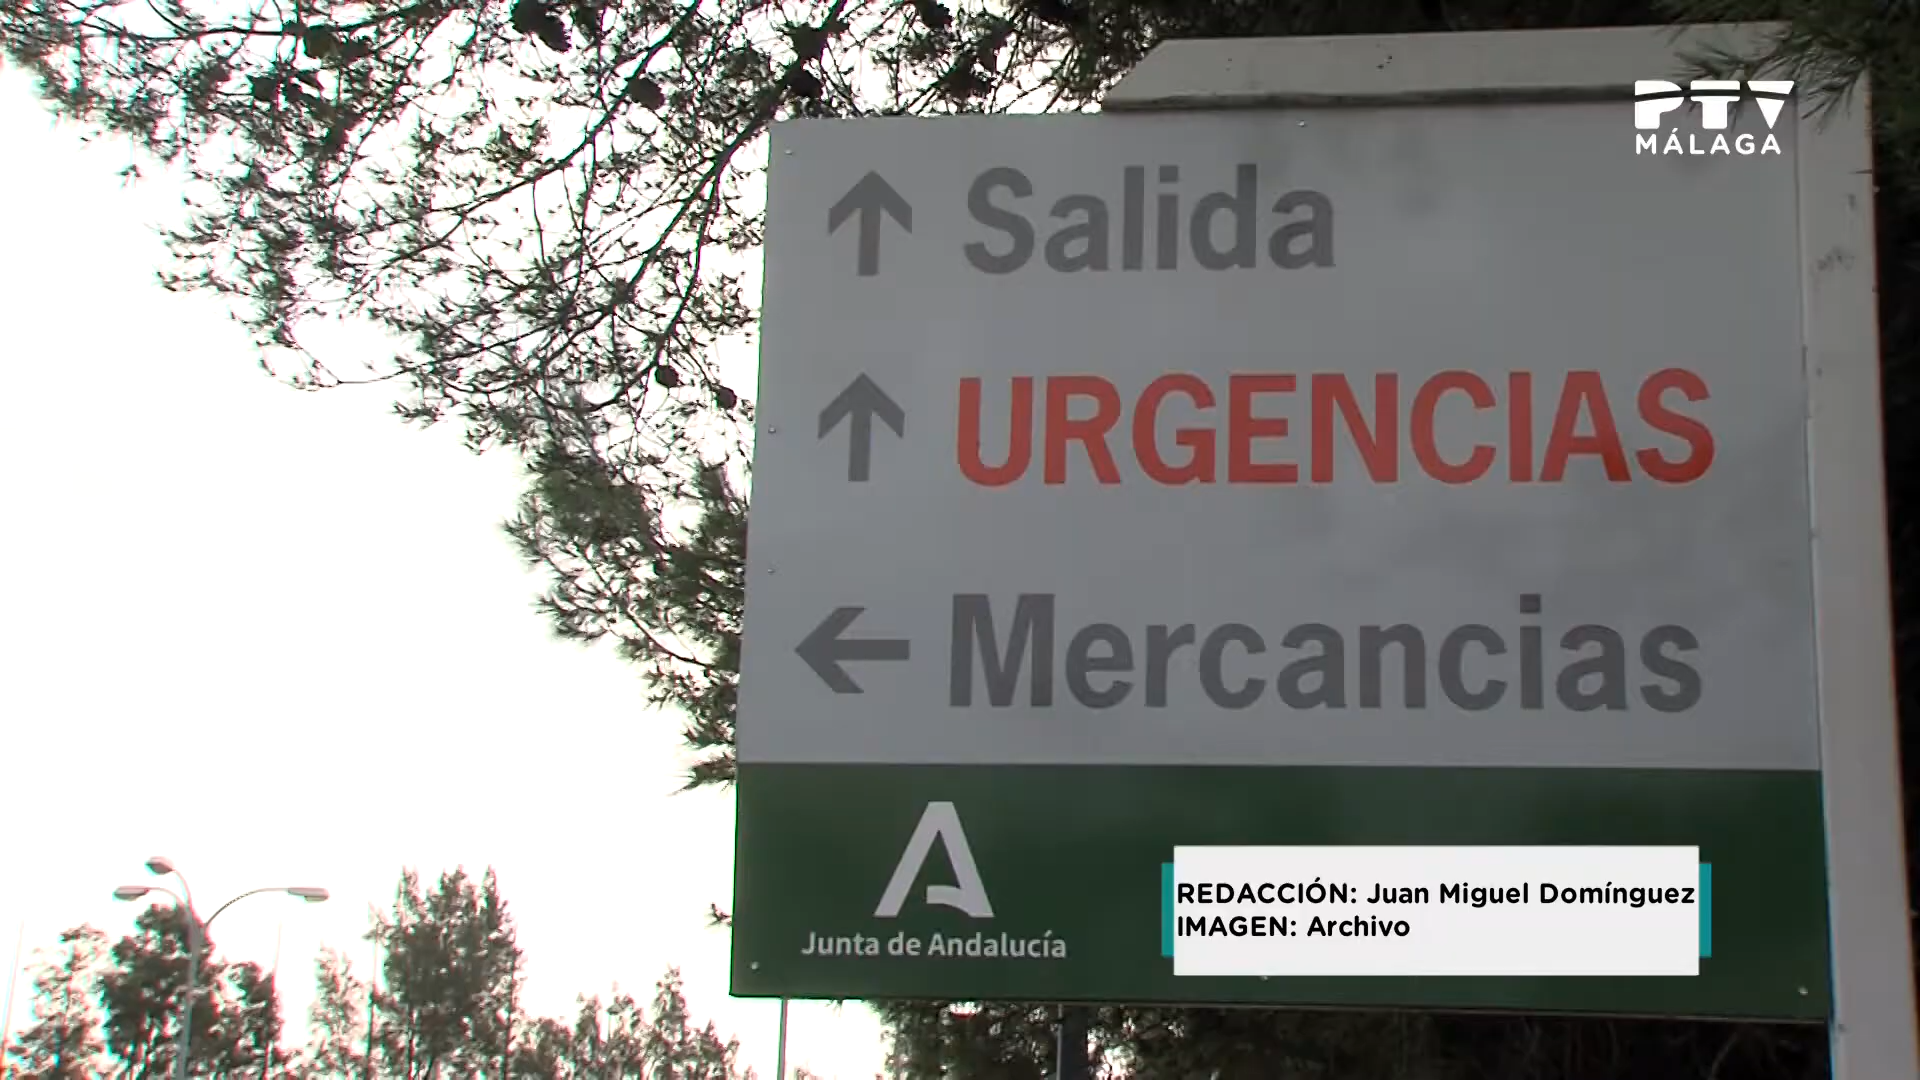 PTV
MÁLAGA
Salida
URGENCIAS
Mercancias
Junta de Andalucía
REDACCIÓN: Juan Miguel Domínguez
IMAGEN: Archivo